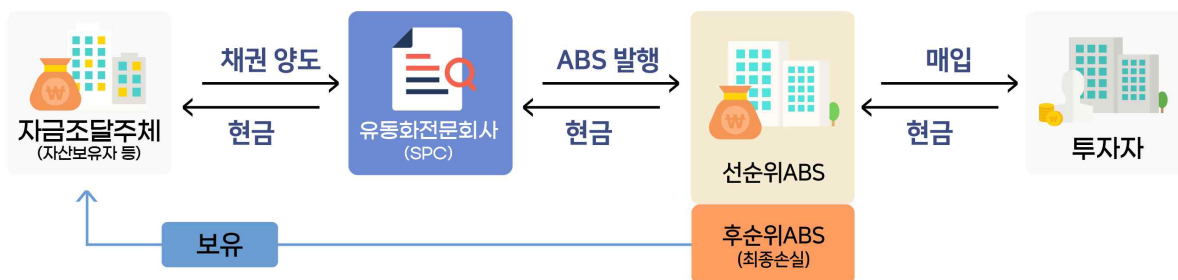 채권 양도
현금
자금조달주체
(자산보유자 등)
유동화전문회사
(SPC)
ABS 발행
현금
선순위ABS
매입
현금
투자자
보유
후순위ABS
(최종손실)